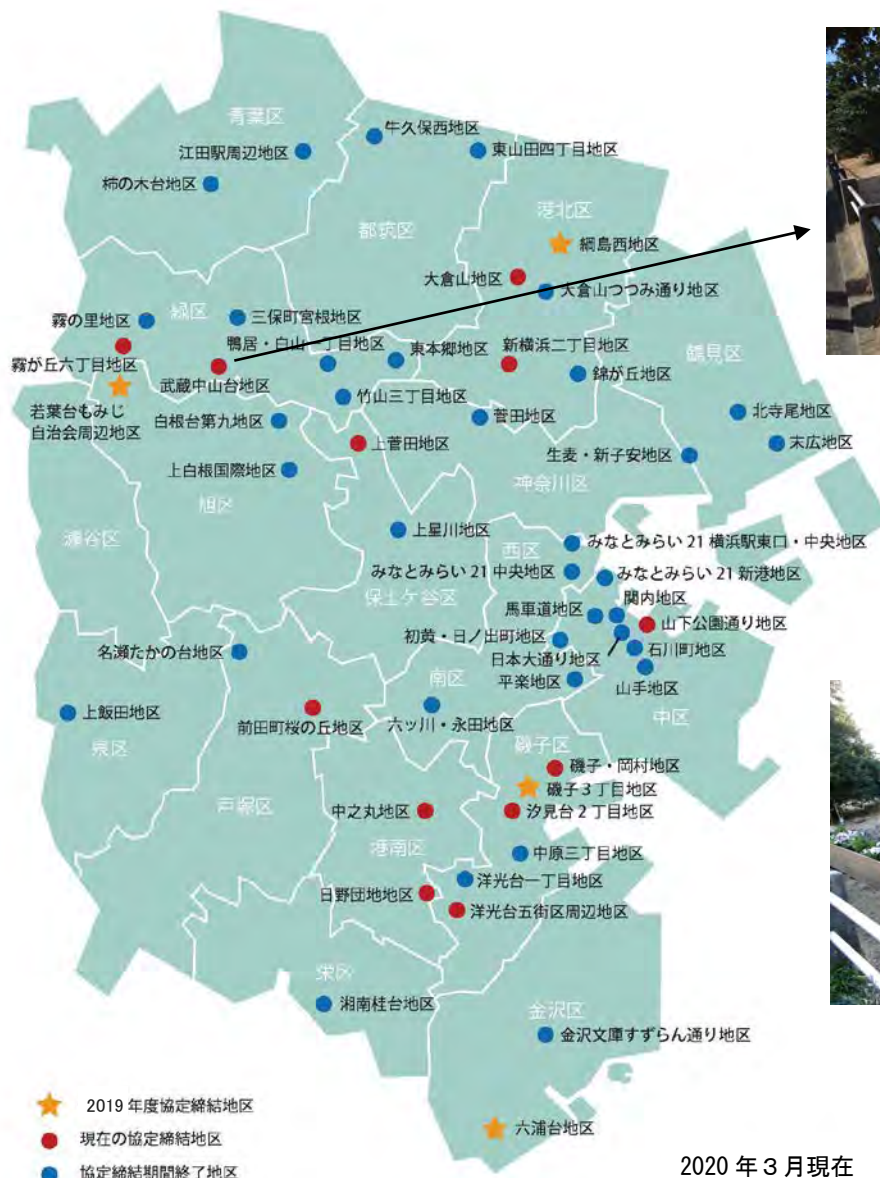 青葉区
牛久保西地区
江田駅周辺地区
東山田四丁目地区
柿の木台地区
港北区
都筑区
綱島西地区
大倉山地区
大倉山つつみ通り地区
霧の里地区
緑区
三保町宮根地区
鴨居・白山一丁目地区
東本郷地区
新横浜二丁目地区
鶴見区
霧が丘六丁目地区
武蔵中山台地区
錦が丘地区
若葉台もみじ
自治会周辺地区
竹山三丁目地区
白根台第九地区
菅田地区
北寺尾地区
上菅田地区
末広地区
生麦・新子安地区
上白根国際地区
神奈川区
旭区
瀬谷区
上星川地区
西区
みなとみらい21横浜駅東口・中央地区
みなとみらい21中央地区
みなとみらい21新港地区
保土ケ谷区
関内地区
馬車道地区
山下公園通り地区
初黄・日ノ出町地区
石川町地区
日本大通り地区
名瀬たかの台地区
平楽地区
山手地区
南区
中区
上飯田地区
前田町桜の丘地区
六ッ川・永田地区
泉区
磯子区
磯子・岡村地区
磯子3丁目地区
戸塚区
中之丸地区
汐見台2丁目地区
港南区
中原三丁目地区
洋光台一丁目地区
日野団地地区
洋光台五街区周辺地区
栄区
湘南桂台地区
金沢区
金沢文庫すずらん通り地区
2019年度協定締結地区
現在の協定締結地区
六浦台地区
協定締結期間終了地区
2020年3月現在